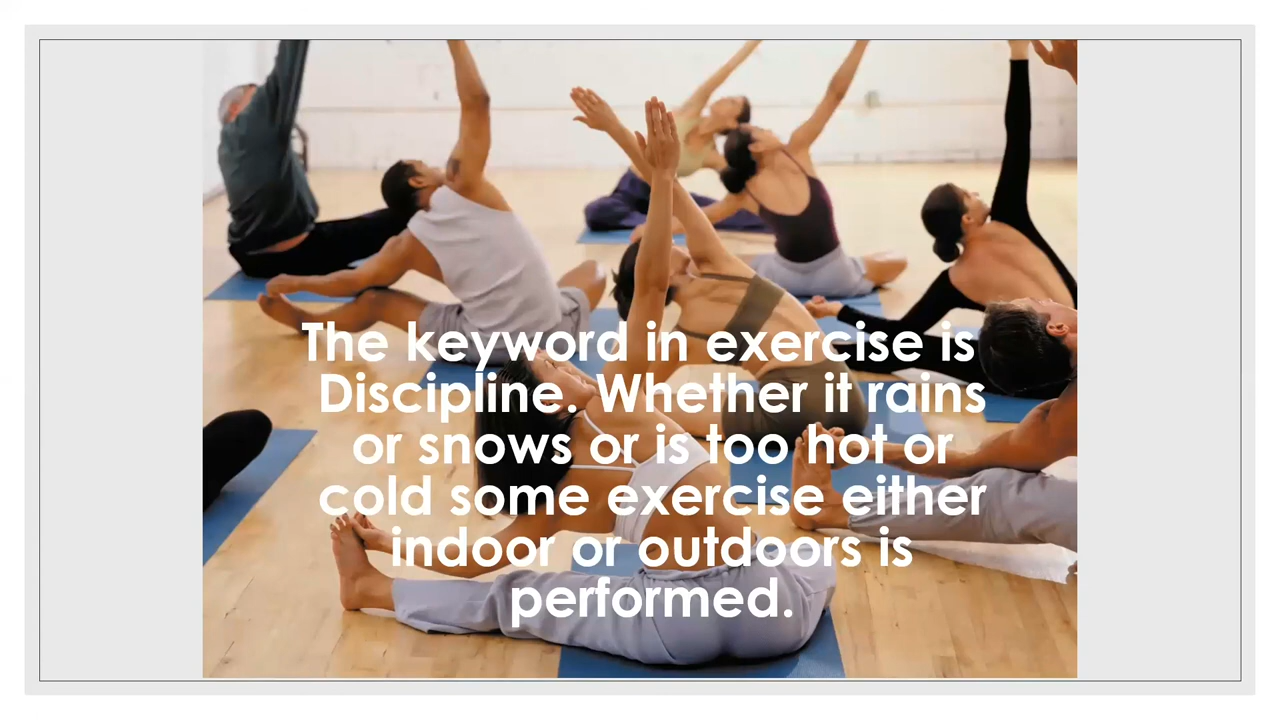 The keyword in exercise is
Discipline. Whether it rains
or snows or is too hot or
cold some exercise either
indoor or outdoors is
performed.